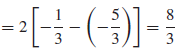 = 2[-1/3 - (-5/3)] = 8/3